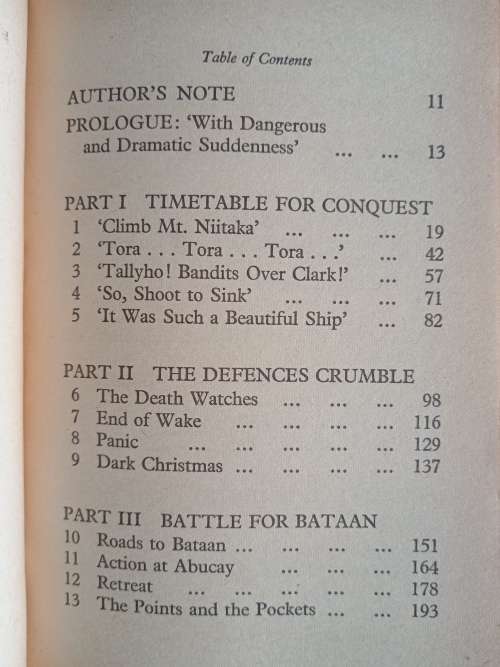 Table of Contents
AUTHOR'S NOTE 11
PROLOGUE: 'With Dangerous
and Dramatic Suddenness' ... ... 13
PART I TIMETABLE FOR CONQUEST
1 'Climb Mt. Niitaka' ... ... ... 19
2 'Tora . . . Tora . . . Tora . . .' ... 42
3 'Tallyho! Bandits Over Clark!' ... 57
4 'So, Shoot to Sink' ... ... ... 71
5 'It Was Such a Beautiful Ship' ... 82
PART II THE DEFENCES CRUMBLE
6 The Death Watches ... ... ... 98
7 End of Wake ... ... ... ... 116
8 Panic ... ... ... ... ... 129
9 Dark Christmas ... ... ... ... 137
PART III BATTLE FOR BATAAN
10 Roads to Bataan ... ... ... ... 151
11 Action at Abucay ... ... ... 164
12 Retreat ... ... ... ... ... 178
13 The Points and the Pockets ... ... 193